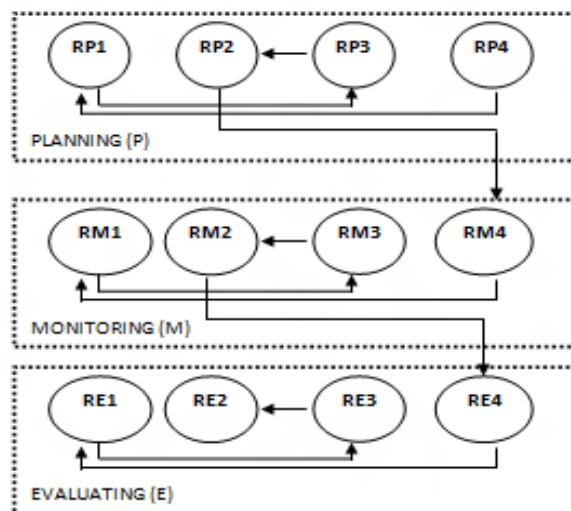 RP1 RP2 RP3 RP4
PLANNING (P)
RM1 RM2 RM3 RM4
MONITORING (M)
RE1 RE2 RE3 RE4
EVALUATING (E)